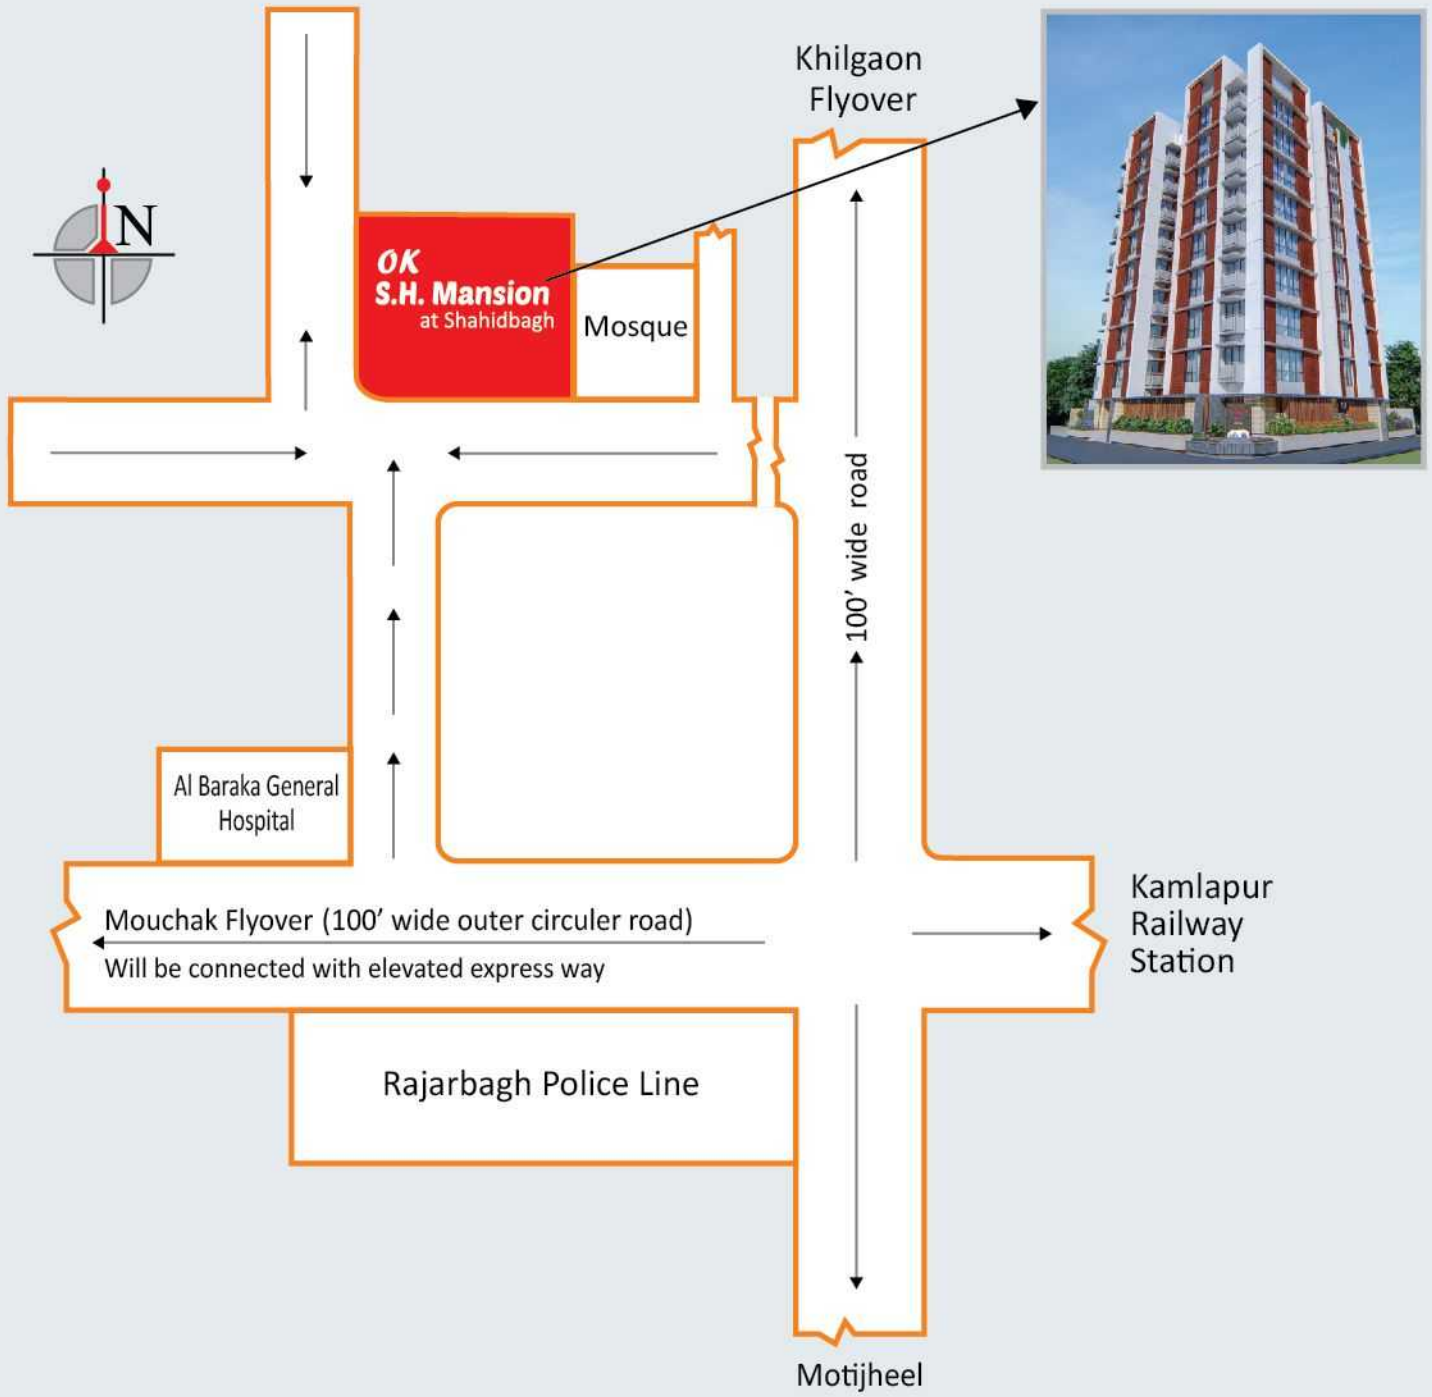 Khilgaon
Flyover
N
OK
S.H. Mansion
at Shahidbagh
Mosque
100' wide road
Al Baraka General
Hospital
Mouchak Flyover (100' wide outer circuler road)
Will be connected with elevated express way
Kamlapur
Railway
Station
Rajarbagh Police Line
Motijheel